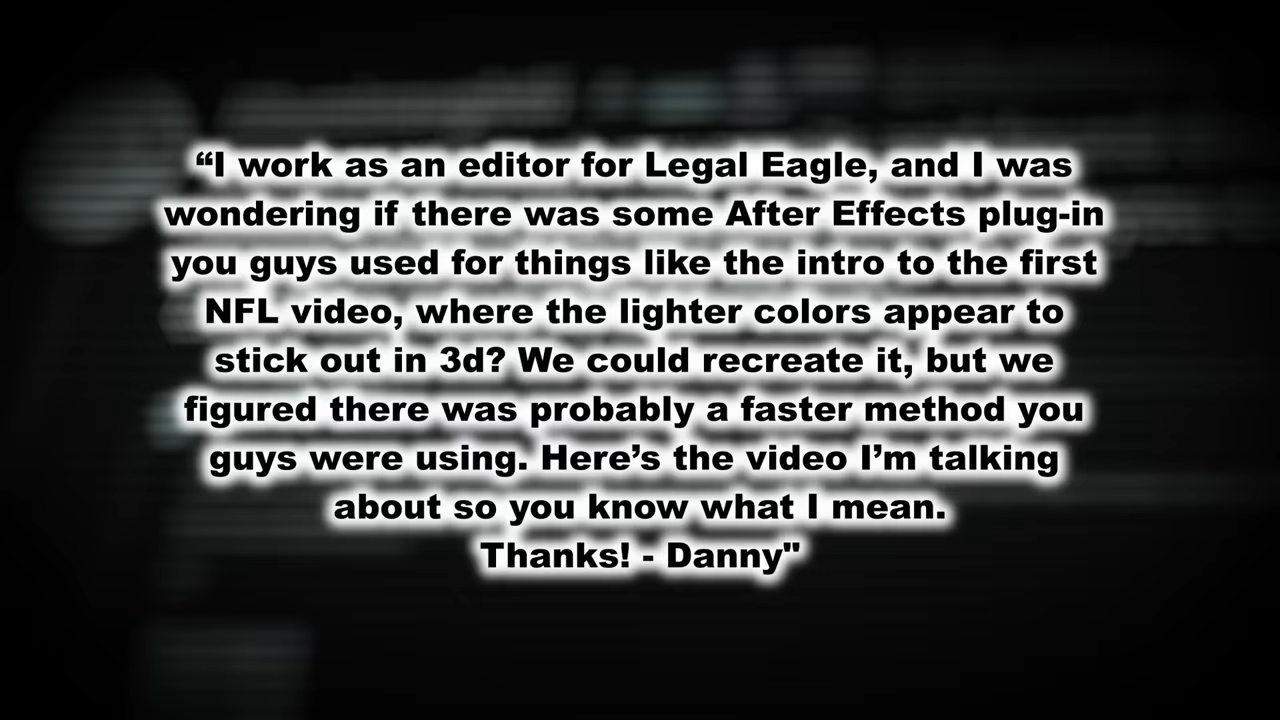 “I work as an editor for Legal Eagle, and I was
wondering if there was some After Effects plug-in
you guys used for things like the intro to the first
NFL video, where the lighter colors appear to
stick out in 3d? We could recreate it, but we
figured there was probably a faster method you
guys were using. Here’s the video I’m talking
about so you know what I mean.
Thanks! - Danny"